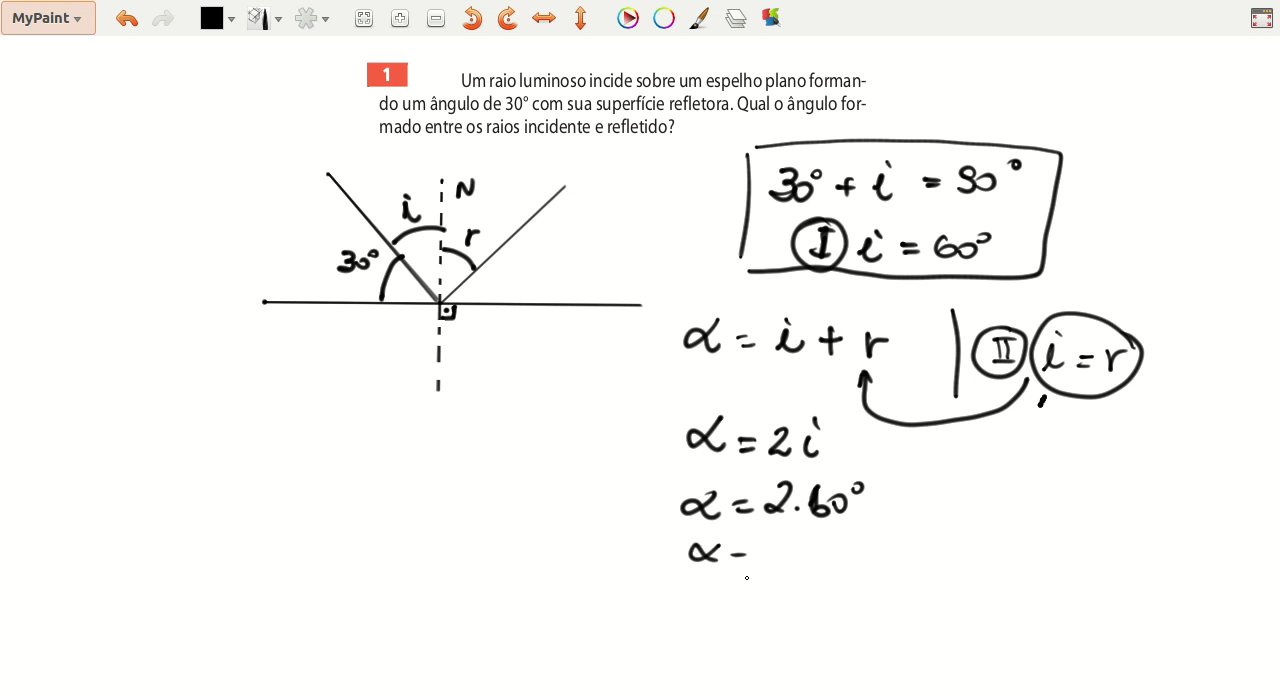 MyPaint
1 Um raio luminoso incide sobre um espelho plano forman-
do um ângulo de 30° com sua superfície refletora. Qual o ângulo for-
mado entre os raios incidente e refletido?
N
i
r
30°
30° + i = 90°
I i = 60°
α = i + r | II i = r
α = 2i
α = 2.60°
α -